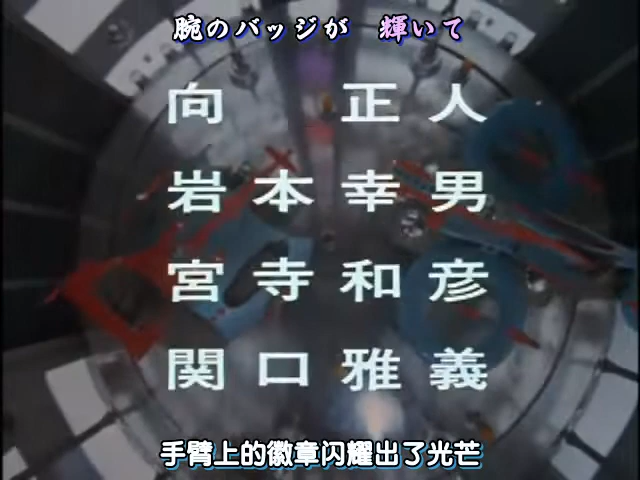 腕のバッジが 輝いて
向 正人
岩本幸男
宮寺和彦
関口雅義
手臂上的徽章闪耀出了光芒